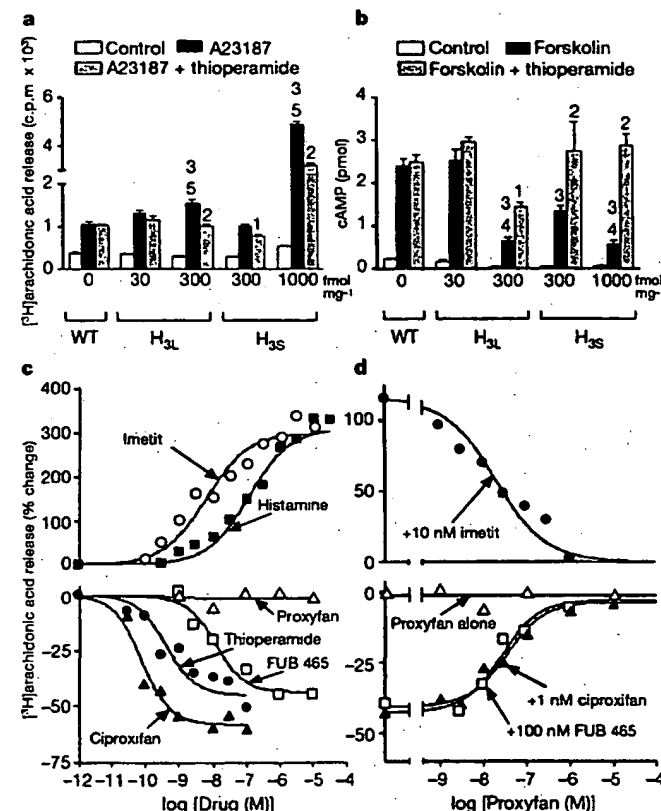 a
Control A23187
A23187 + thioperamide
[³H]arachidonic acid release (c.p.m x 10³)
6
4
2
1
0
3
5
2
1
3
5
2
0 30 300 300 1000 fmol mg⁻¹
WT H3L H3S
b
Control Forskolin
Forskolin + thioperamide
cAMP (pmol)
4
3
2
1
0
3
4
1
3
2
3
4
2
0 30 300 300 1000 fmol mg⁻¹
WT H3L H3S
c
[³H]arachidonic acid release (% change)
400
300
200
100
0
Imetit
Histamine
0
-25
-50
-75
Proxyfan
Thioperamide
FUB 465
Ciproxifan
-12 -11 -10 -9 -8 -7 -6 -5 -4
log [Drug (M)]
d
100
50
0
+10 nM imetit
0
-25
-50
Proxyfan alone
+1 nM ciproxifan
+100 nM FUB 465
-9 -8 -7 -6 -5 -4
log [Proxyfan (M)]